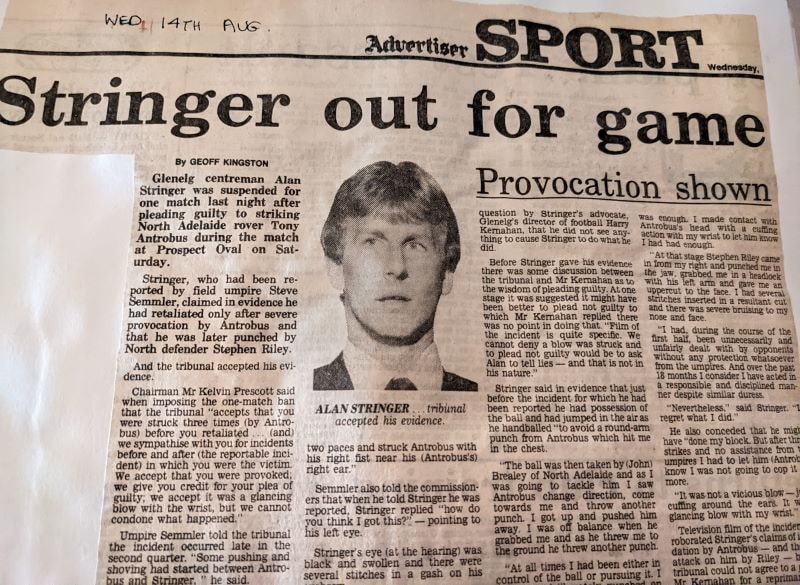 WED, 14TH AUG.
Advertiser SPORT
Wednesday,
Stringer out for game
By GEOFF KINGSTON
Glenelg centreman Alan
Stringer was suspended for
one match last night after
pleading guilty to striking
North Adelaide rover Tony
Antrobus during the match
at Prospect Oval on Sat-
urday.
Stringer, who had been re-
ported by field umpire Steve
Semmler, claimed in evidence he
had retaliated only after severe
provocation by Antrobus and
that he was later punched by
North defender Stephen Riley.
And the tribunal accepted his evi-
dence.
Chairman Mr Kelvin Prescott said
when imposing the one-match ban
that the tribunal "accepts that you
were struck three times (by Antro-
bus) before you retaliated ... (and)
we sympathise with you for incidents
before and after (the reportable inci-
dent) in which you were the victim.
We accept that you were provoked;
we give you credit for your plea of
guilty; we accept it was a glancing
blow with the wrist, but we cannot
condone what happened."
Umpire Semmler told the tribunal
the incident occurred late in the
second quarter. "Some pushing and
shoving had started between Antro-
bus and Stringer," he said.
ALAN STRINGER ... tribunal
accepted his evidence.
two paces and struck Antrobus with
his right fist near his (Antrobus's)
right ear."
Semmler also told the commission-
ers that when he told Stringer he was
reported, Stringer replied "how do
you think I got this?" — pointing to
his left eye.
Stringer's eye (at the hearing) was
black and swollen and there were
several stitches in a gash on his
Provocation shown
question by Stringer's advocate,
Glenelg's director of football Harry
Kernahan, that he did not see any-
thing to cause Stringer to do what he
did.
Before Stringer gave his evidence
there was some discussion between
the tribunal and Mr Kernahan as to
the wisdom of pleading guilty. At one
stage it was suggested it might have
been better to plead not guilty to
which Mr Kernahan replied there
was no point in doing that. "Film of
the incident is quite specific. We
cannot deny a blow was struck and
to plead not guilty would be to ask
Alan to tell lies — and that is not in
his nature."
Stringer said in evidence that just
before the incident for which he had
been reported he had possession of
the ball and had jumped in the air as
he handballed "to avoid a round-arm
punch from Antrobus which hit me
in the chest.
"The ball was then taken by (John)
Brealey of North Adelaide and as I
was going to tackle him I saw
Antrobus change direction, come
towards me and throw another
punch. I got up and pushed him
away. I was off balance when he
grabbed me and as he threw me to
the ground he threw another punch.
"At all times I had been either in
control of the ball or pursuing it. I
was enough. I made contact with
Antrobus's head with a cuffing
action with my wrist to let him know
I had had enough.
"At that stage Stephen Riley came
in from my right and punched me in
the jaw, grabbed me in a headlock
with his left arm and gave me an
uppercut to the face. I had several
stitches inserted in a resultant cut
and there was severe bruising to my
nose and face.
"I had, during the course of the
first half, been unnecessarily and
unfairly dealt with by opponents
without any protection whatsoever
from the umpires. And over the past
18 months I consider I have acted in
a responsible and disciplined man-
ner despite similar duress.
"Nevertheless," said Stringer. "I
regret what I did."
He also conceded that he mig
have "done my block. But after thr
strikes and no assistance from t
umpires I had to let him (Antrob
know I was not going to cop it
more.
"It was not a vicious blow — j
cuffing around the ears. It w
glancing blow with my wrist."
Television film of the inciden
roborated Stringer's claims of
dation by Antrobus — and th
attack on him by Riley — b
tribunal could not agree to a
Kernahan for a reprim